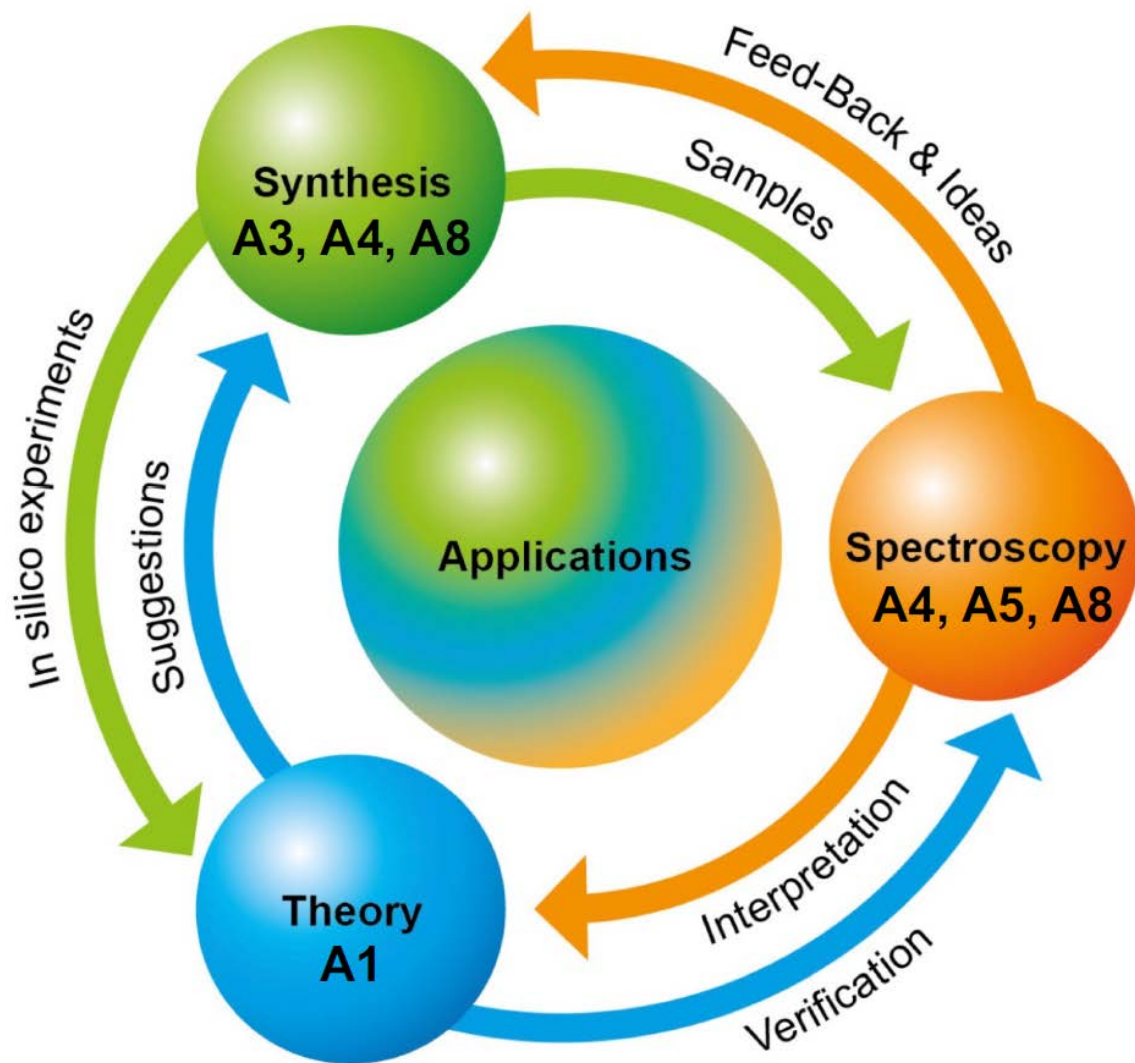 Feed-Back & Ideas
Samples
Synthesis
A3, A4, A8
In silico experiments
Suggestions
Applications
Spectroscopy
A4, A5, A8
Theory
A1
Interpretation
Verification